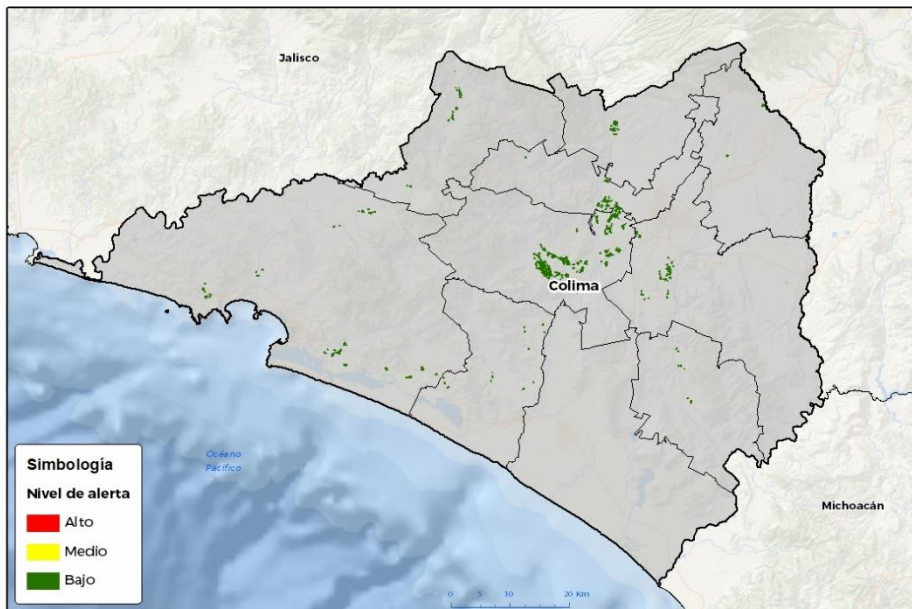 Jalisco
Colima
Océano
Pacífico
Michoacán
Simbología
Nivel de alerta
Alto
Medio
Bajo
0 5 10 20 Km